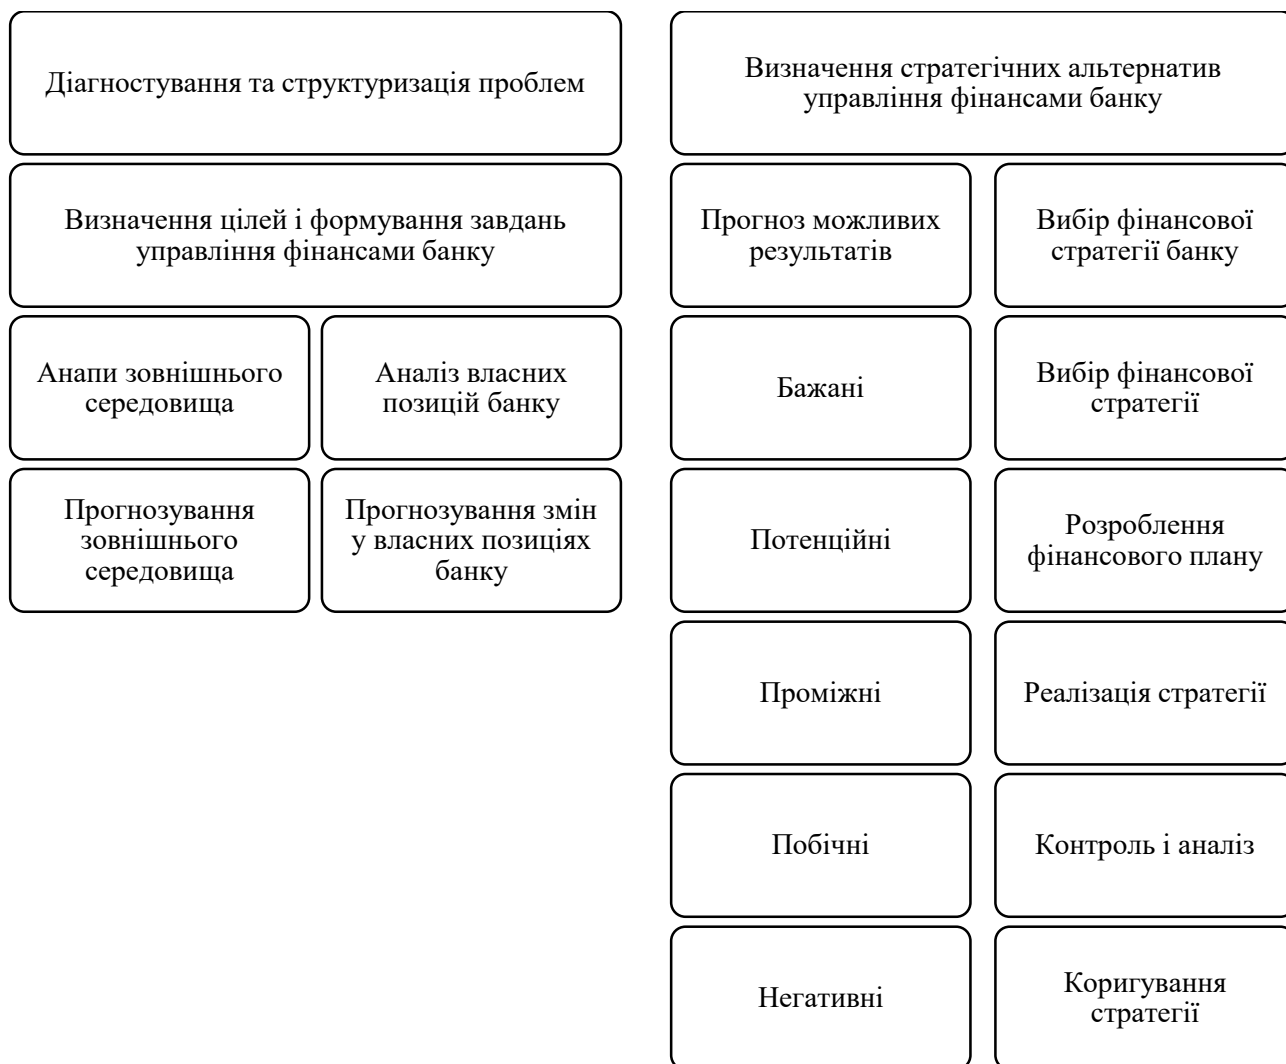 Діагностування та структуризація проблем
Визначення цілей і формування завдань
управління фінансами банку
Анапи зовнішнього
середовища
Аналіз власних
позицій банку
Прогнозування
зовнішнього
середовища
Прогнозування змін
у власних позиціях
банку
Визначення стратегічних альтернатив
управління фінансами банку
Прогноз можливих
результатів
Вибір фінансової
стратегії банку
Бажані
Вибір фінансової
стратегії
Потенційні
Розроблення
фінансового плану
Проміжні
Реалізація стратегії
Побічні
Контроль і аналіз
Негативні
Коригування
стратегії